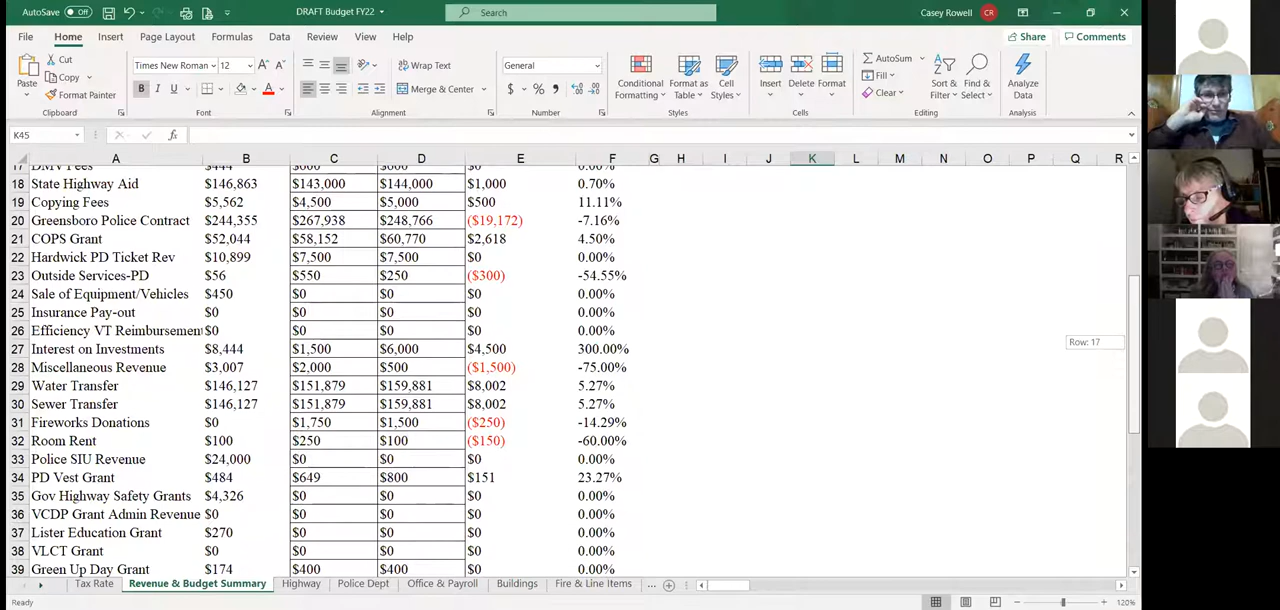 AutoSave Off DRAFT Budget FY22 Search Casey Rowell CR
File Home Insert Page Layout Formulas Data Review View Help Share Comments
Paste Cut Copy Format Painter Clipboard
Times New Roman 12 A A B I U A Font
Wrap Text Merge & Center Alignment
General $ % Number
Conditional Formatting Format as Table Cell Styles Styles
Insert Delete Format Cells
AutoSum Fill Clear Sort & Filter Find & Select Editing
Analyze Data Analysis
K45 fx
A B C D E F G H I J K L M N O P Q R
17 DMV Fees $444 $600 $600 $0 0.00%
18 State Highway Aid $146,863 $143,000 $144,000 $1,000 0.70%
19 Copying Fees $5,562 $4,500 $5,000 $500 11.11%
20 Greensboro Police Contract $244,355 $267,938 $248,766 ($19,172) -7.16%
21 COPS Grant $52,044 $58,152 $60,770 $2,618 4.50%
22 Hardwick PD Ticket Rev $10,899 $7,500 $7,500 $0 0.00%
23 Outside Services-PD $56 $550 $250 ($300) -54.55%
24 Sale of Equipment/Vehicles $450 $0 $0 $0 0.00%
25 Insurance Pay-out $0 $0 $0 $0 0.00%
26 Efficiency VT Reimbursemen $0 $0 $0 $0 0.00%
27 Interest on Investments $8,444 $1,500 $6,000 $4,500 300.00%
28 Miscellaneous Revenue $3,007 $2,000 $500 ($1,500) -75.00%
29 Water Transfer $146,127 $151,879 $159,881 $8,002 5.27%
30 Sewer Transfer $146,127 $151,879 $159,881 $8,002 5.27%
31 Fireworks Donations $0 $1,750 $1,500 ($250) -14.29%
32 Room Rent $100 $250 $100 ($150) -60.00%
33 Police SIU Revenue $24,000 $0 $0 $0 0.00%
34 PD Vest Grant $484 $649 $800 $151 23.27%
35 Gov Highway Safety Grants $4,326 $0 $0 $0 0.00%
36 VCDP Grant Admin Revenue $0 $0 $0 $0 0.00%
37 Lister Education Grant $270 $0 $0 $0 0.00%
38 VLCT Grant $0 $0 $0 $0 0.00%
39 Green Up Day Grant $174 $400 $400 $0 0.00%
Row: 17
Tax Rate Revenue & Budget Summary Highway Police Dept Office & Payroll Buildings Fire & Line Items ...
Ready 120%